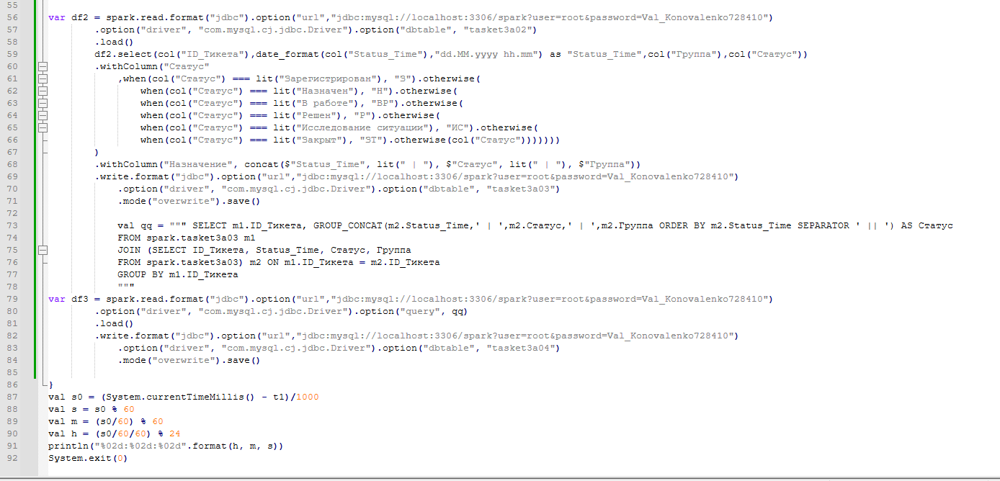 55
56 var df2 = spark.read.format("jdbc").option("url","jdbc:mysql://localhost:3306/spark?user=root&password=Val_Konovalenko728410")
57 .option("driver", "com.mysql.cj.jdbc.Driver").option("dbtable", "tasket3a02")
58 .load()
59 df2.select(col("ID_Тикета"),date_format(col("Status_Time"),"dd.MM.yyyy hh.mm") as "Status_Time",col("Группа"),col("Статус"))
60 .withColumn("Статус"
61 ,when(col("Статус") === lit("Зарегистрирован"), "З").otherwise(
62 when(col("Статус") === lit("Назначен"), "Н").otherwise(
63 when(col("Статус") === lit("В работе"), "ВР").otherwise(
64 when(col("Статус") === lit("Решен"), "Р").otherwise(
65 when(col("Статус") === lit("Исследование ситуации"), "ИС").otherwise(
66 when(col("Статус") === lit("Закрыт"), "ЗТ").otherwise(col("Статус")))))))
67 )
68 .withColumn("Назначение", concat($"Status_Time", lit(" | "), $"Статус", lit(" | "), $"Группа"))
69 .write.format("jdbc").option("url","jdbc:mysql://localhost:3306/spark?user=root&password=Val_Konovalenko728410")
70 .option("driver", "com.mysql.cj.jdbc.Driver").option("dbtable", "tasket3a03")
71 .mode("overwrite").save()
72
73 val qq = """ SELECT m1.ID_Тикета, GROUP_CONCAT(m2.Status_Time,' | ',m2.Статус,' | ',m2.Группа ORDER BY m2.Status_Time SEPARATOR ' || ') AS Статус
74 FROM spark.tasket3a03 m1
75 JOIN (SELECT ID_Тикета, Status_Time, Статус, Группа
76 FROM spark.tasket3a03) m2 ON m1.ID_Тикета = m2.ID_Тикета
77 GROUP BY m1.ID_Тикета
78 """
79 var df3 = spark.read.format("jdbc").option("url","jdbc:mysql://localhost:3306/spark?user=root&password=Val_Konovalenko728410")
80 .option("driver", "com.mysql.cj.jdbc.Driver").option("query", qq)
81 .load()
82 .write.format("jdbc").option("url","jdbc:mysql://localhost:3306/spark?user=root&password=Val_Konovalenko728410")
83 .option("driver", "com.mysql.cj.jdbc.Driver").option("dbtable", "tasket3a04")
84 .mode("overwrite").save()
85
86 }
87 val s0 = (System.currentTimeMillis() - t1)/1000
88 val s = s0 % 60
89 val m = (s0/60) % 60
90 val h = (s0/60/60) % 24
91 println("%02d:%02d:%02d".format(h, m, s))
92 System.exit(0)